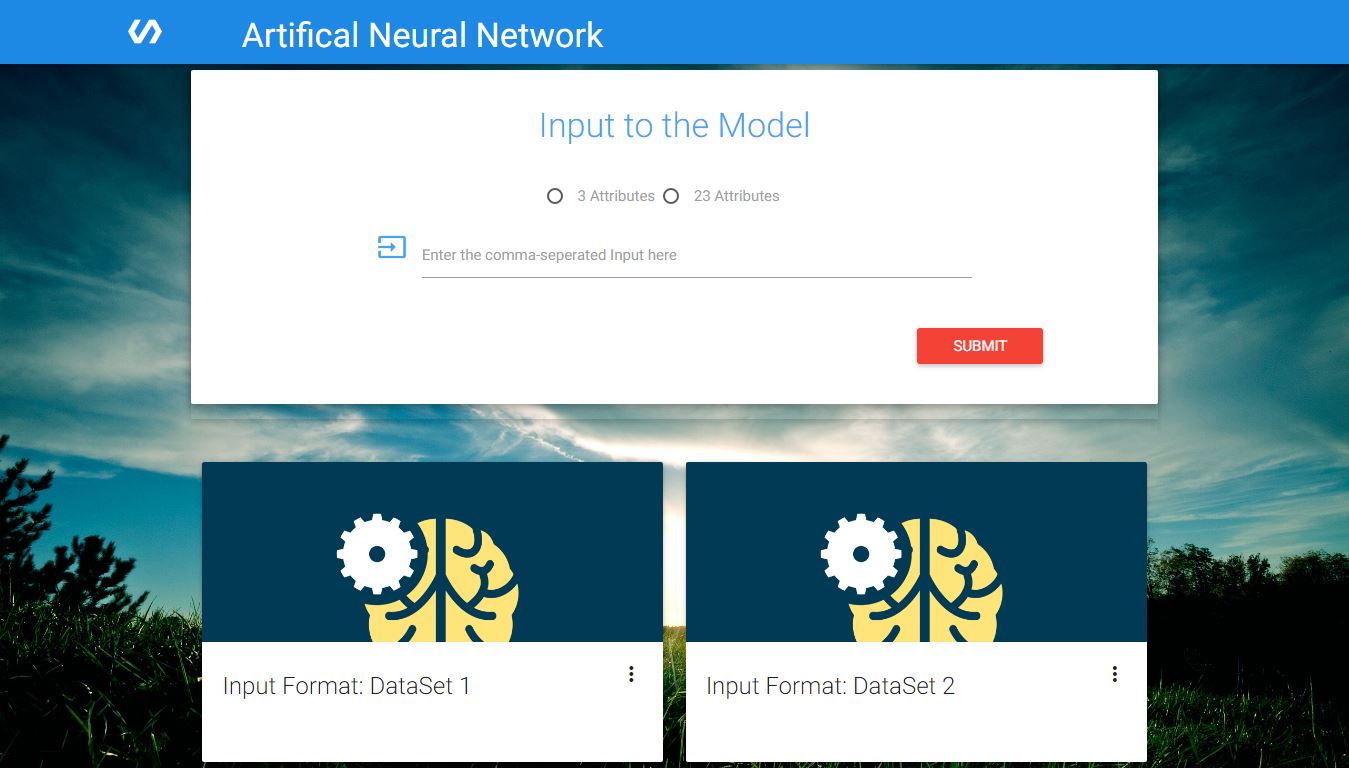 Artifical Neural Network
Input to the Model
3 Attributes 23 Attributes
Enter the comma-seperated Input here
SUBMIT
Input Format: DataSet 1
Input Format: DataSet 2